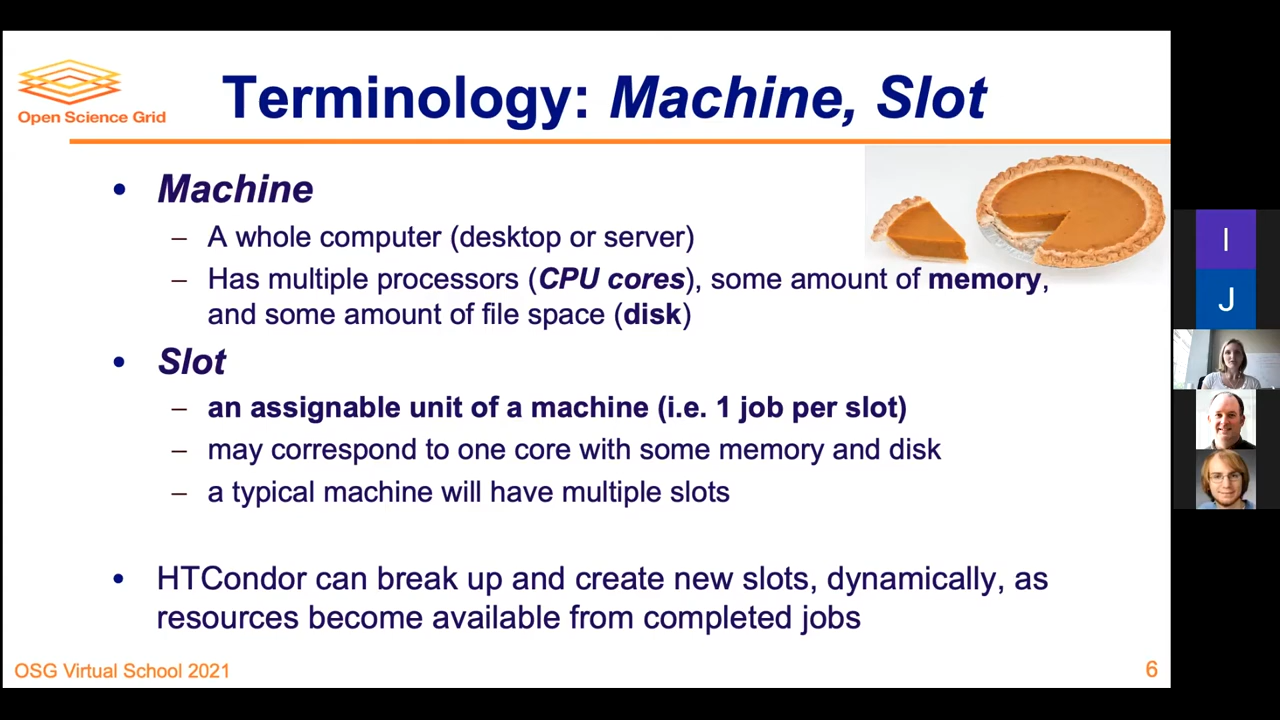 Open Science Grid
Terminology: Machine, Slot
• Machine
– A whole computer (desktop or server)
– Has multiple processors (CPU cores), some amount of memory,
and some amount of file space (disk)
• Slot
– an assignable unit of a machine (i.e. 1 job per slot)
– may correspond to one core with some memory and disk
– a typical machine will have multiple slots
• HTCondor can break up and create new slots, dynamically, as
resources become available from completed jobs
OSG Virtual School 2021
6
I
J